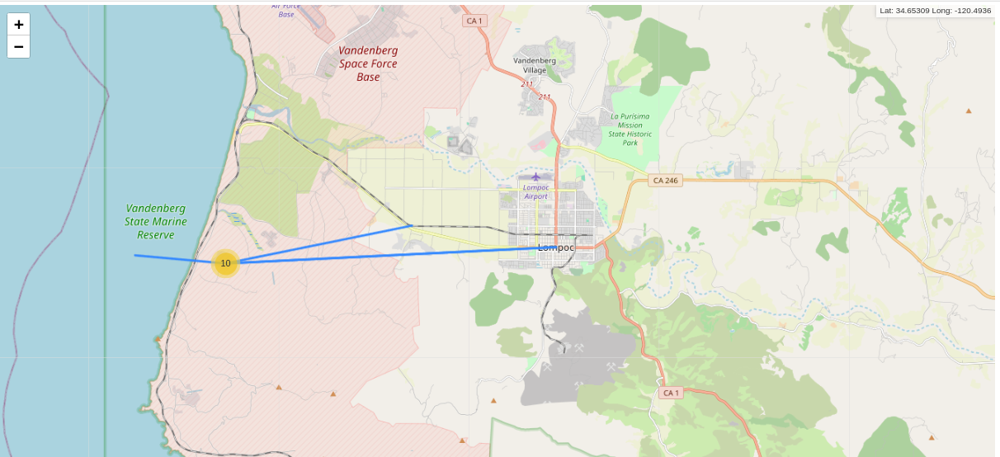 +
−
Lat: 34.65309 Long: -120.4936
Air Force
Base
CA 1
Vandenberg
Space Force
Base
Vandenberg
Village
211
211
La Purisima
Mission
State Historic
Park
CA 246
Lompoc
Airport
Vandenberg
State Marine
Reserve
Lompoc
10
CA 1